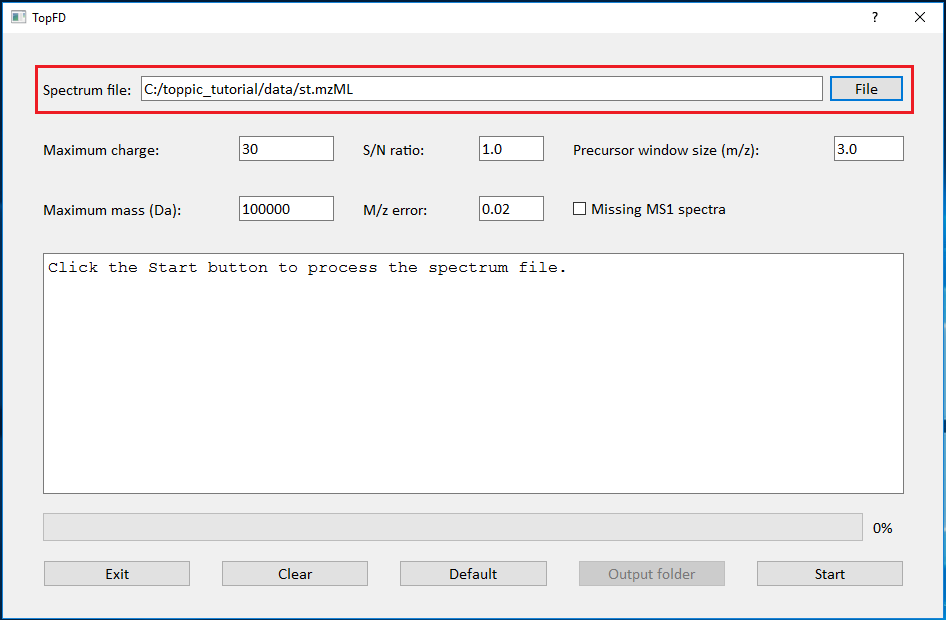 TopFD
Spectrum file: C:/toppic_tutorial/data/st.mzML File
Maximum charge: 30 S/N ratio: 1.0 Precursor window size (m/z): 3.0
Maximum mass (Da): 100000 M/z error: 0.02 Missing MS1 spectra
Click the Start button to process the spectrum file.
0%
Exit Clear Default Output folder Start